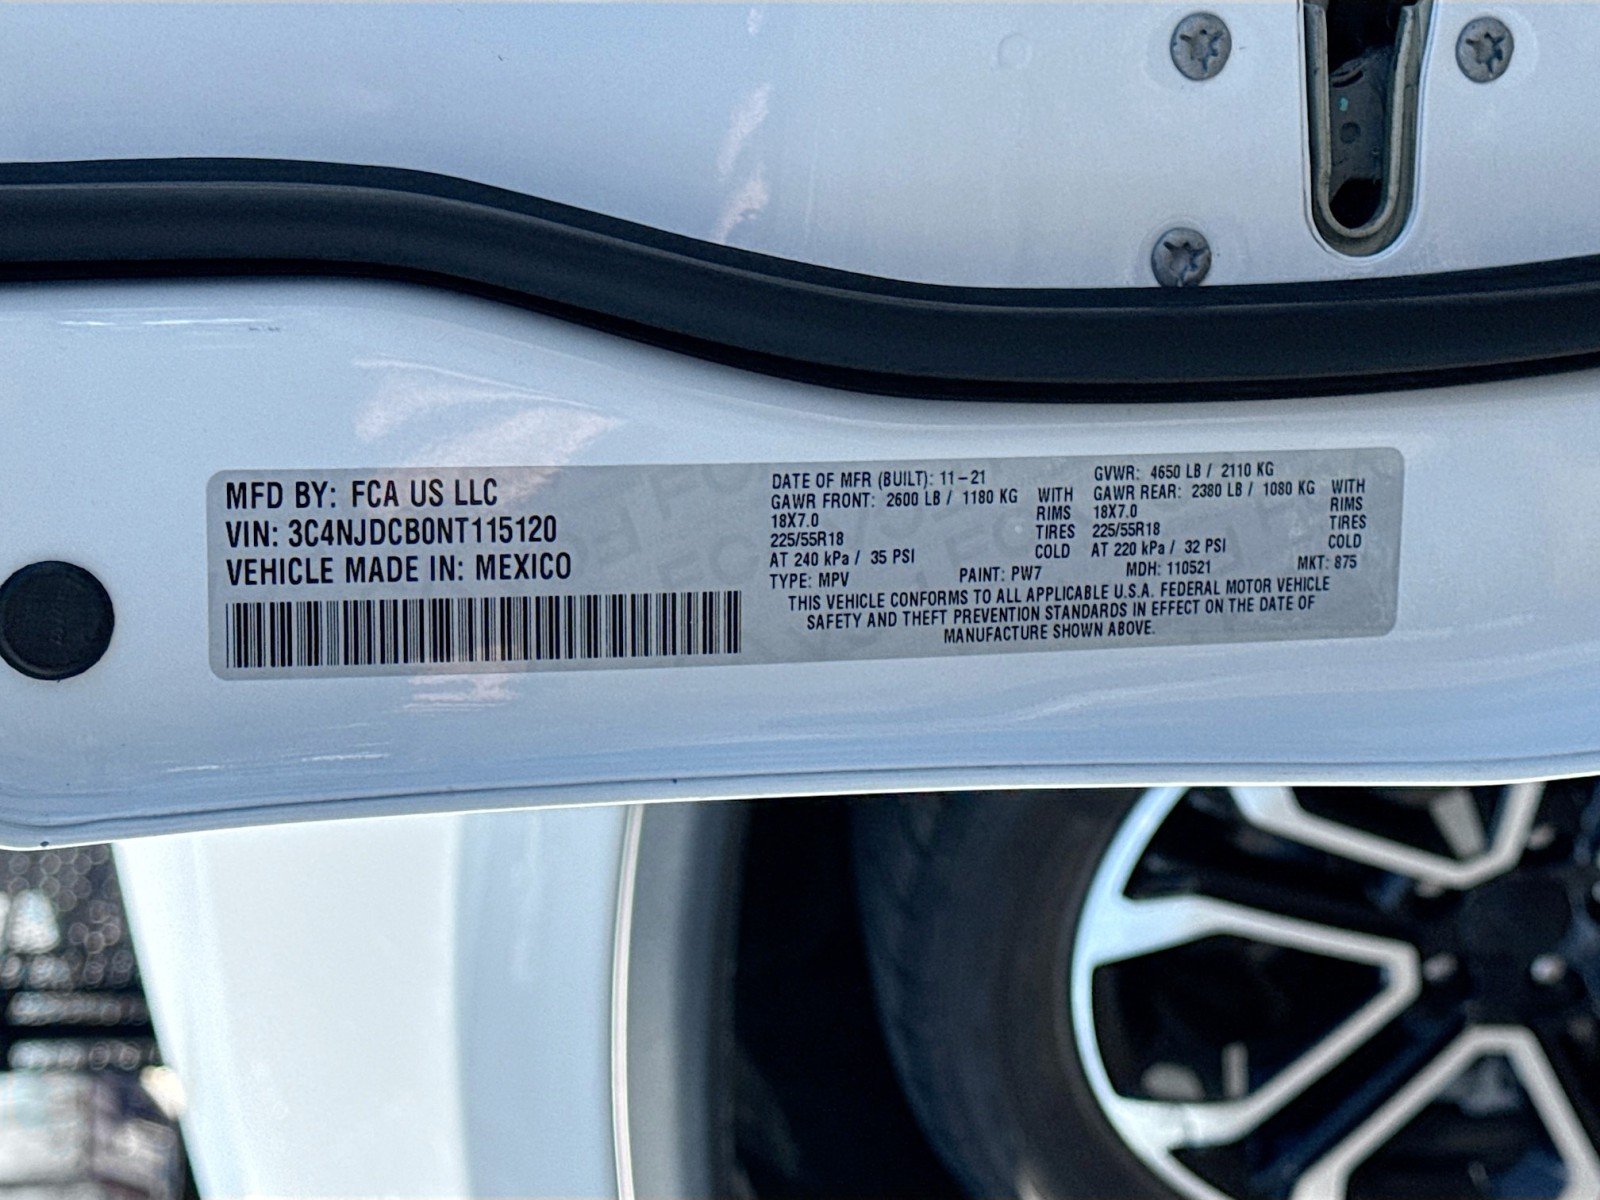 MFD BY: FCA US LLC
VIN: 3C4NJDCB0NT115120
VEHICLE MADE IN: MEXICO
DATE OF MFR (BUILT): 11-21
GAWR FRONT: 2600 LB / 1180 KG WITH
18X7.0 RIMS
225/55R18 TIRES
AT 240 kPa / 35 PSI COLD
GVWR: 4650 LB / 2110 KG
GAWR REAR: 2380 LB / 1080 KG WITH
18X7.0 RIMS
225/55R18 TIRES
AT 220 kPa / 32 PSI COLD
TYPE: MPV PAINT: PW7 MDH: 110521 MKT: 875
THIS VEHICLE CONFORMS TO ALL APPLICABLE U.S.A. FEDERAL MOTOR VEHICLE
SAFETY AND THEFT PREVENTION STANDARDS IN EFFECT ON THE DATE OF
MANUFACTURE SHOWN ABOVE.